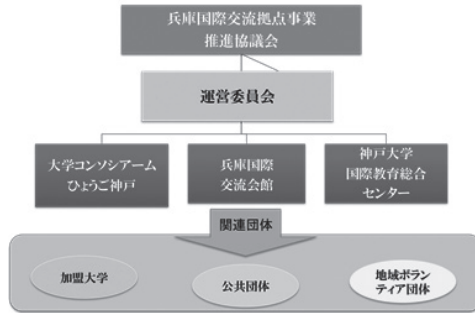 兵庫国際交流拠点事業
推進協議会
運営委員会
大学コンソシアーム
ひょうご神戸
兵庫国際
交流会館
神戸大学
国際教育総合
センター
関連団体
加盟大学
公共団体
地域ボラン
ティア団体